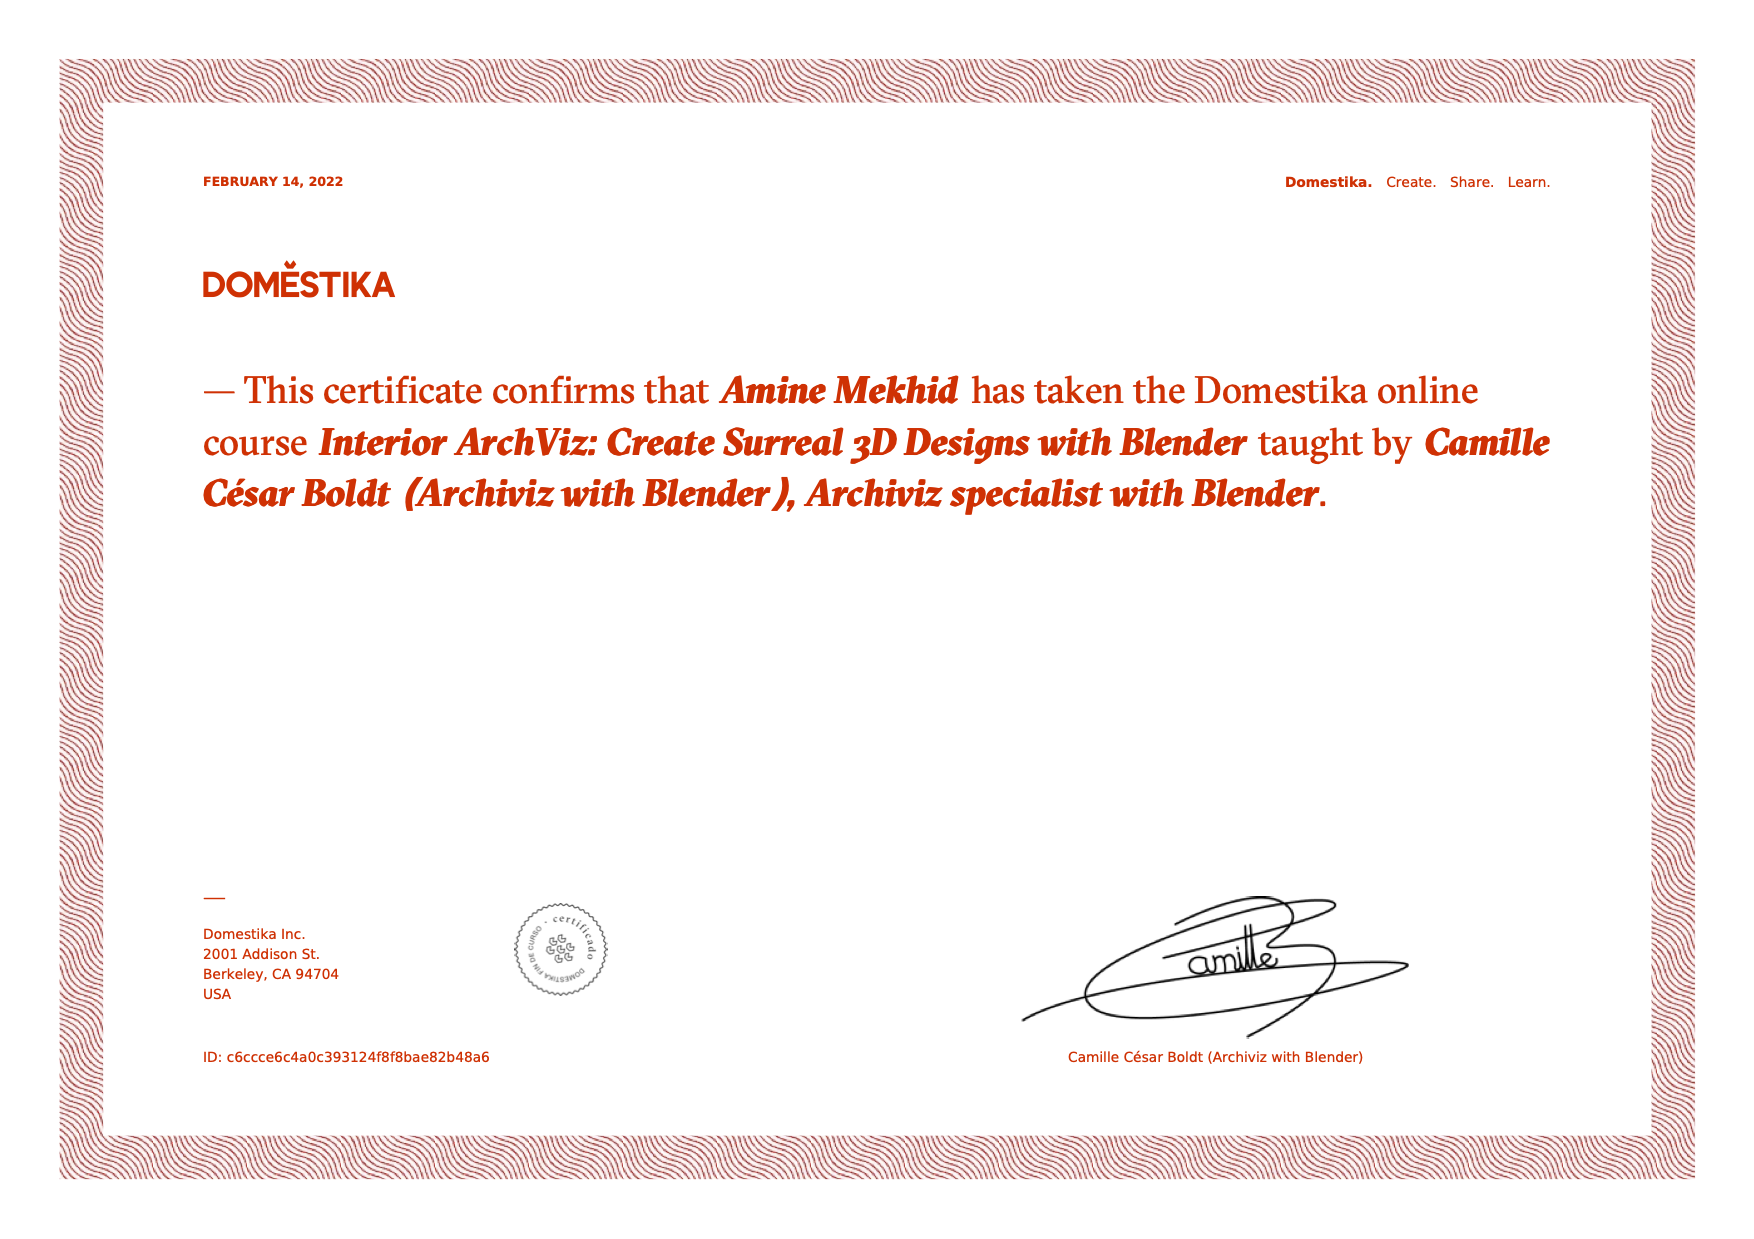 FEBRUARY 14, 2022
Domestika. Create. Share. Learn.
DOMĔSTIKA
— This certificate confirms that Amine Mekhid has taken the Domestika online
course Interior ArchViz: Create Surreal 3D Designs with Blender taught by Camille
César Boldt (Archiviz with Blender), Archiviz specialist with Blender.
—
Domestika Inc.
2001 Addison St.
Berkeley, CA 94704
USA
· certificado
DOMESTIKA FIN DE CURSO
Camille
ID: c6ccce6c4a0c393124f8f8bae82b48a6
Camille César Boldt (Archiviz with Blender)